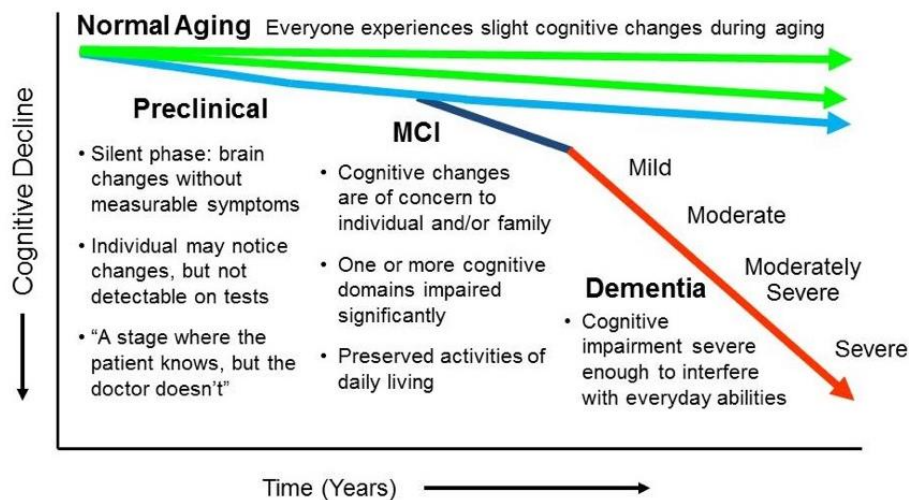 Normal Aging Everyone experiences slight cognitive changes during aging
Preclinical
• Silent phase: brain
changes without
measurable symptoms
• Individual may notice
changes, but not
detectable on tests
• “A stage where the
patient knows, but the
doctor doesn’t”
MCI
• Cognitive changes
are of concern to
individual and/or family
• One or more cognitive
domains impaired
significantly
• Preserved activities of
daily living
Dementia
• Cognitive
impairment severe
enough to interfere
with everyday abilities
Mild
Moderate
Moderately
Severe
Severe
Cognitive Decline
Time (Years)